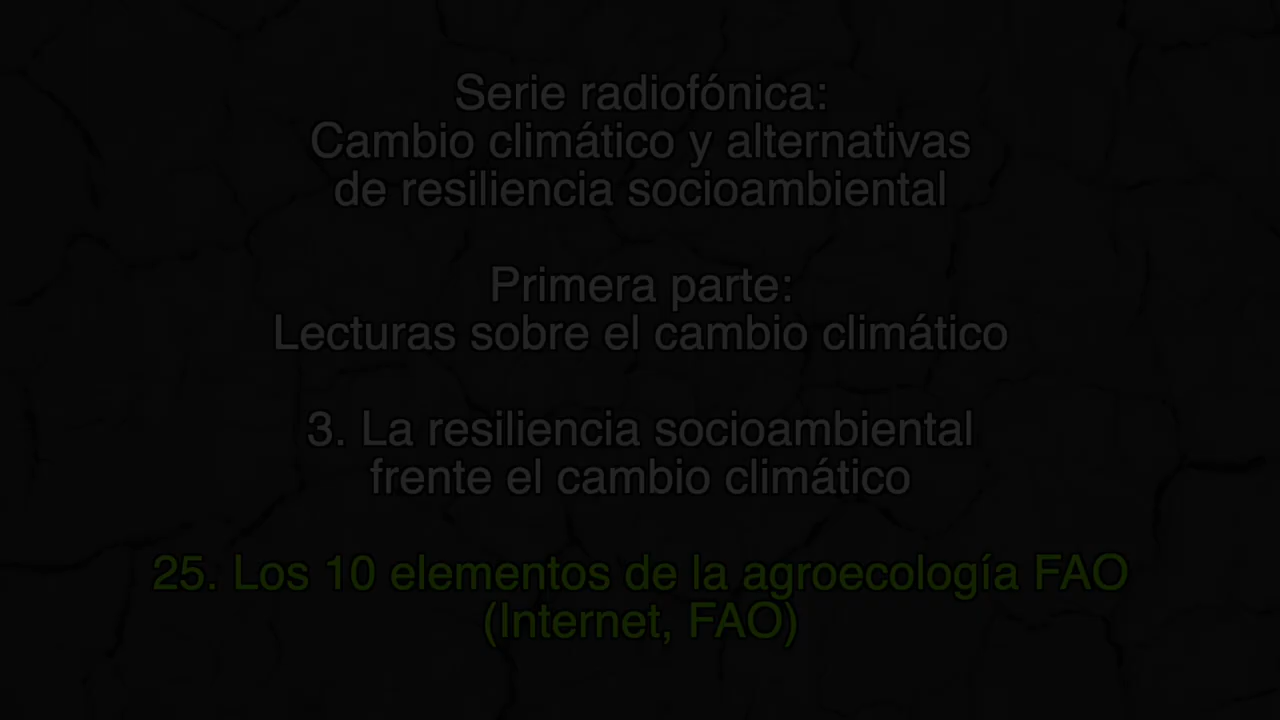 Serie radiofónica:
Cambio climático y alternativas
de resiliencia socioambiental
Primera parte:
Lecturas sobre el cambio climático
3. La resiliencia socioambiental
frente el cambio climático
25. Los 10 elementos de la agroecología FAO
(Internet, FAO)